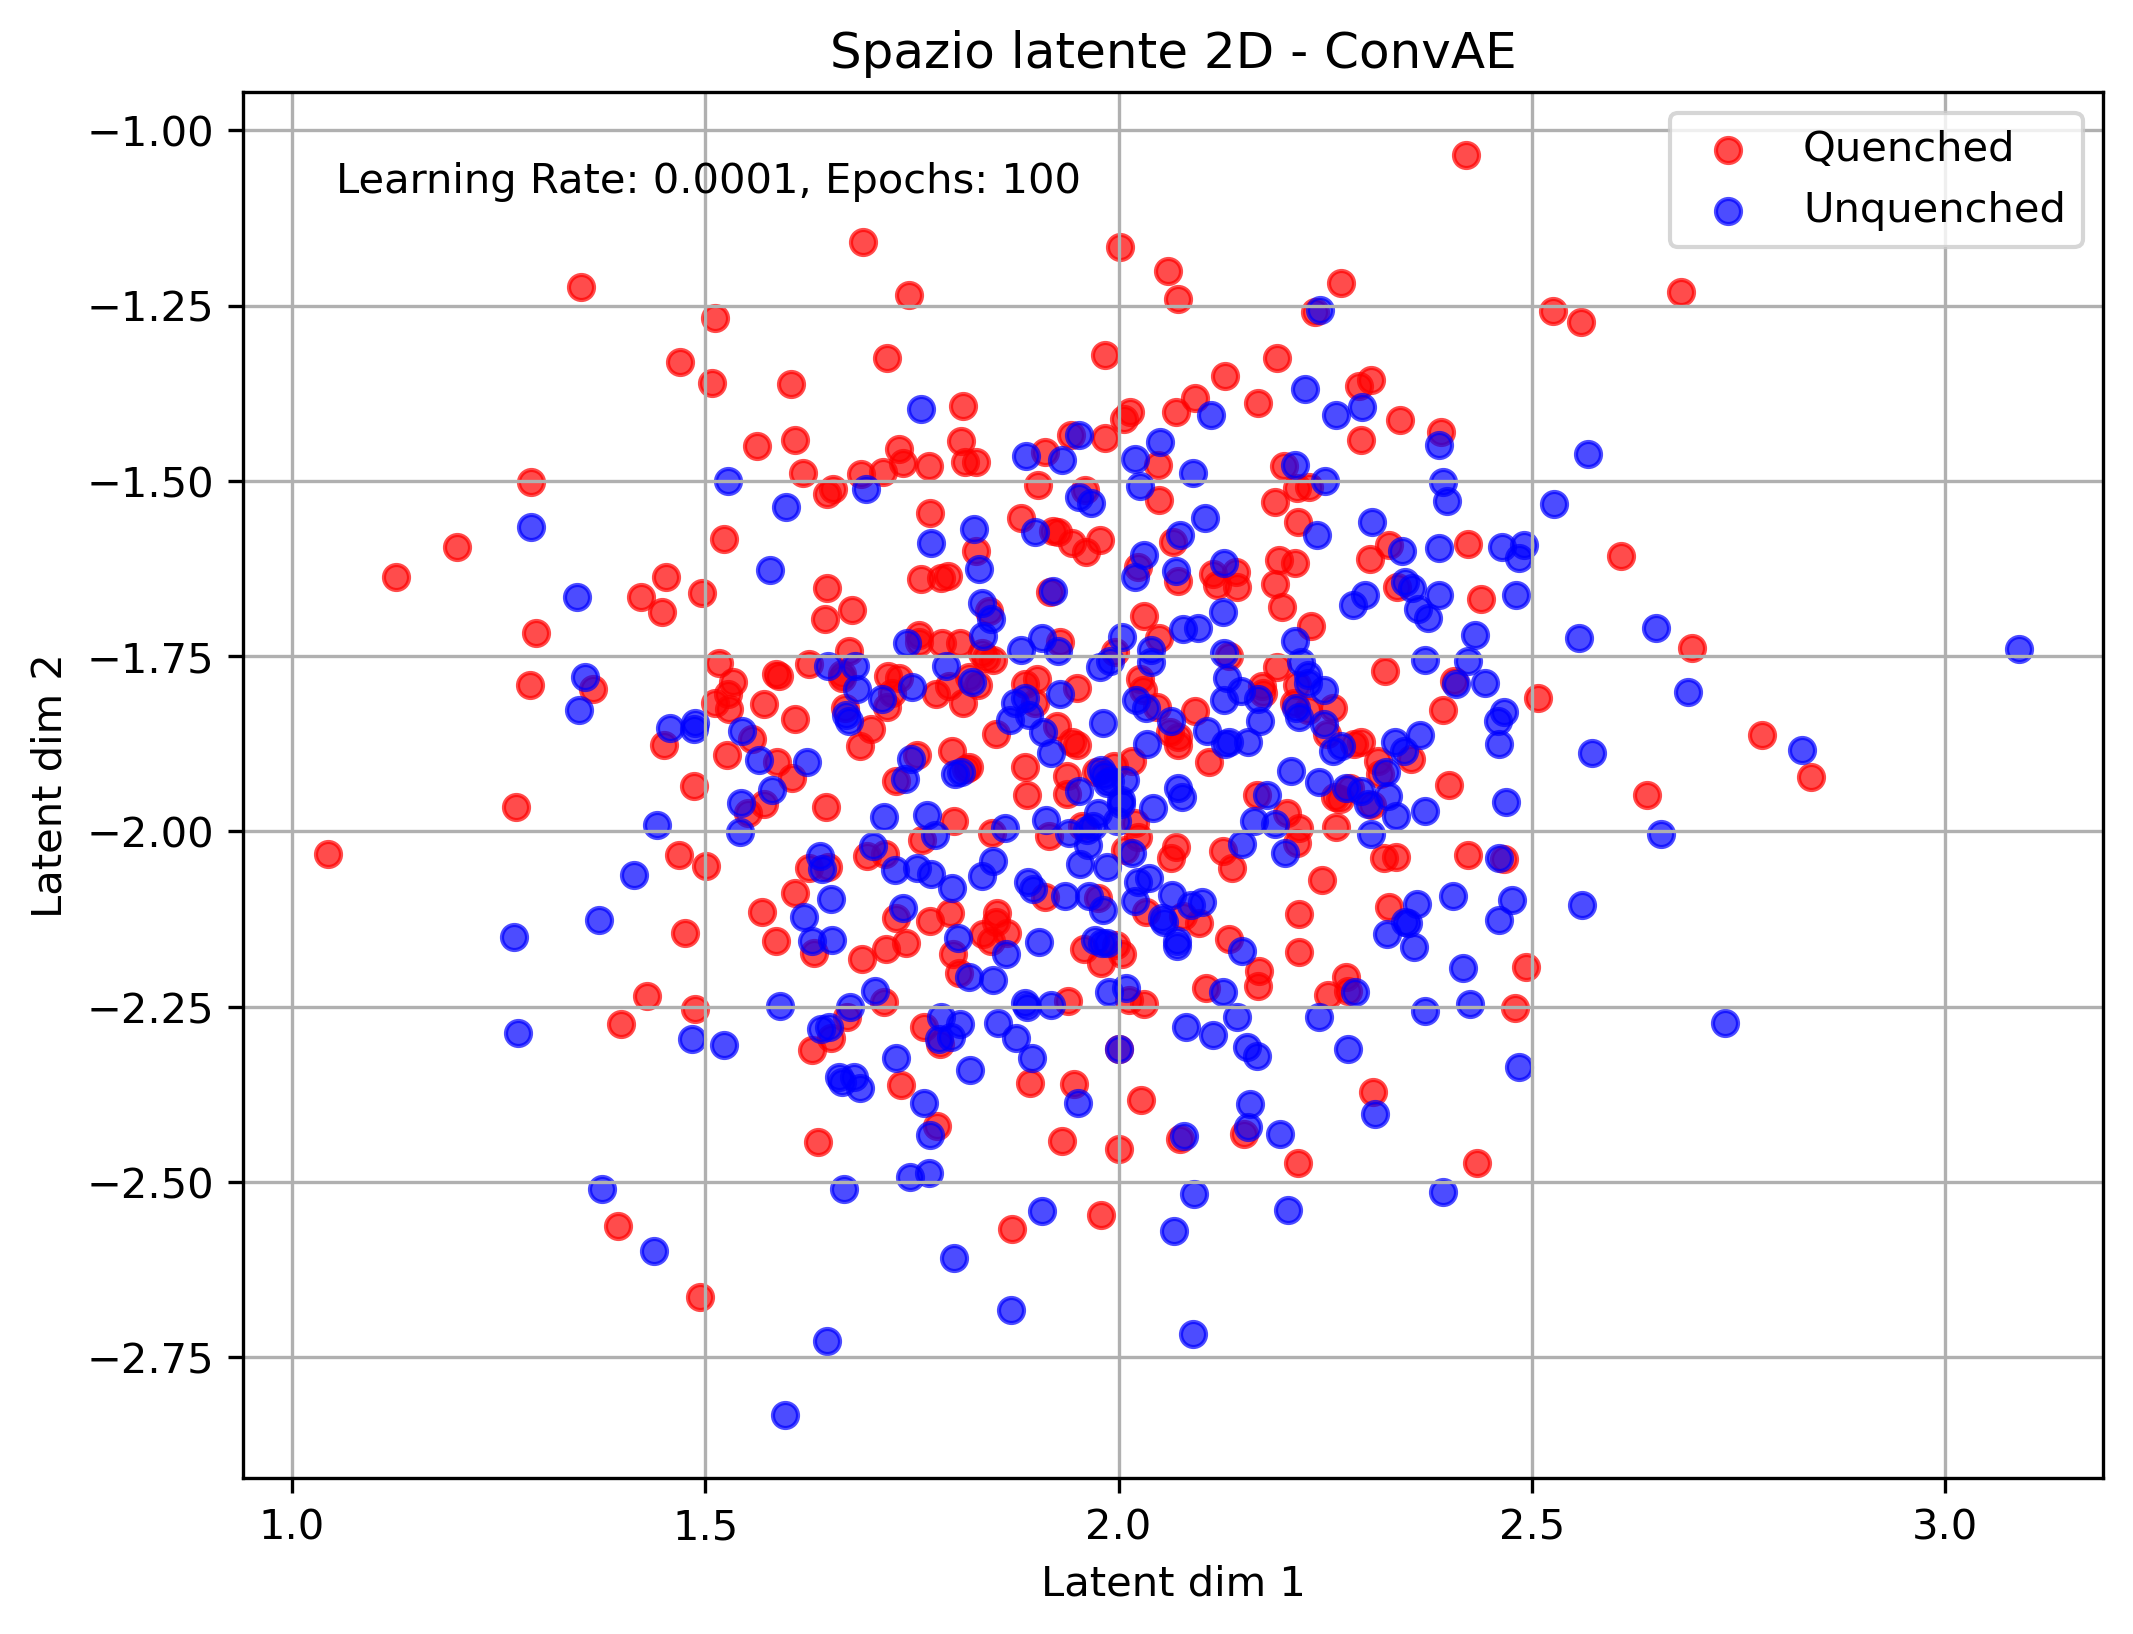 Spazio latente 2D - ConvAE
Learning Rate: 0.0001, Epochs: 100
Quenched
Unquenched
−1.00
−1.25
−1.50
−1.75
−2.00
−2.25
−2.50
−2.75
Latent dim 2
1.0
1.5
2.0
2.5
3.0
Latent dim 1